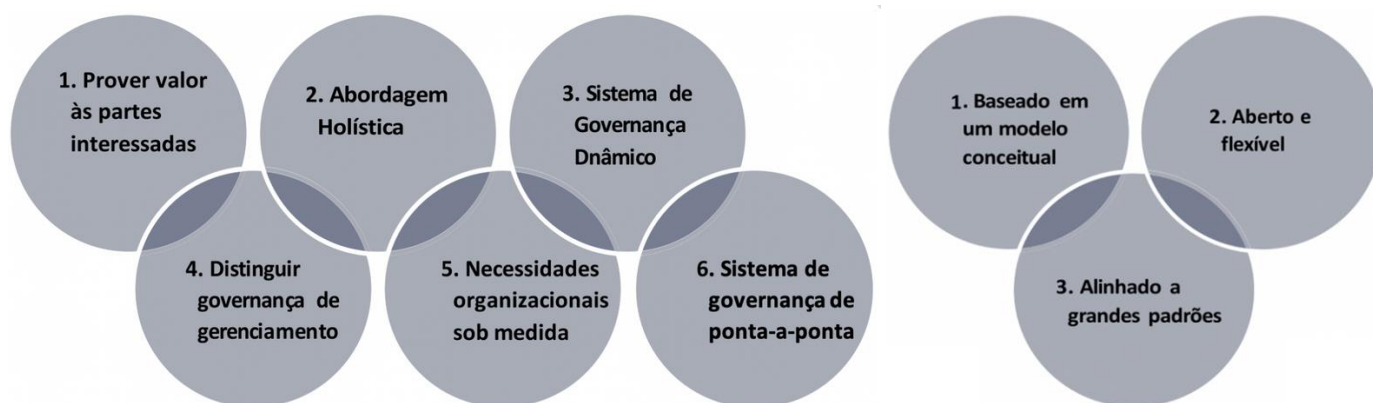 1. Prover valor
às partes
interessadas
2. Abordagem
Holística
3. Sistema de
Governança
Dnâmico
4. Distinguir
governança de
gerenciamento
5. Necessidades
organizacionais
sob medida
6. Sistema de
governança de
ponta-a-ponta
1. Baseado em
um modelo
conceitual
2. Aberto e
flexível
3. Alinhado a
grandes padrões